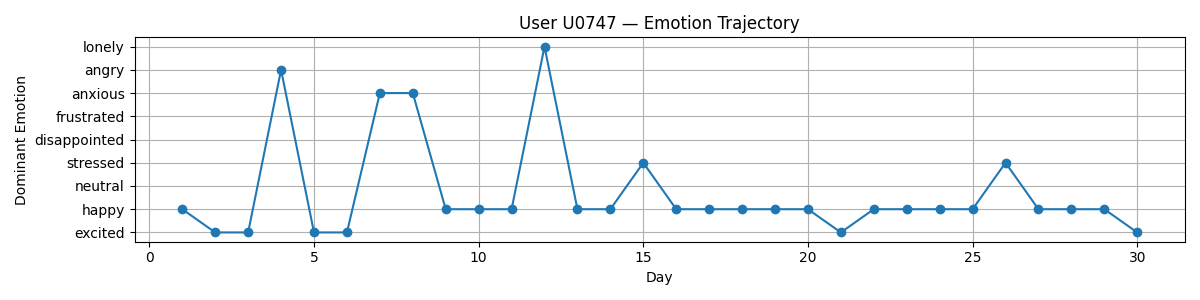 User U0747 — Emotion Trajectory
Dominant Emotion
lonely
angry
anxious
frustrated
disappointed
stressed
neutral
happy
excited
0 5 10 15 20 25 30
Day